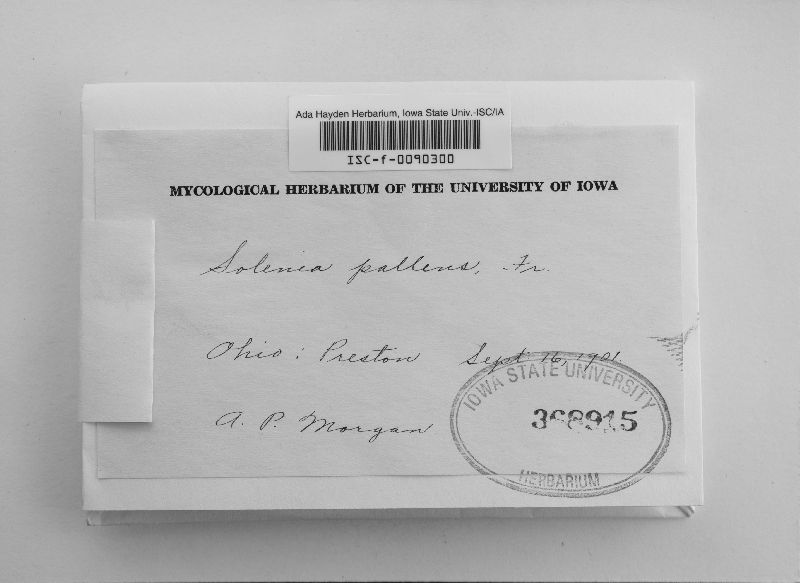 Ada Hayden Herbarium, Iowa State Univ.-ISC/IA
ISC-f-0090300
MYCOLOGICAL HERBARIUM OF THE UNIVERSITY OF IOWA
Solenia pallens, Fr.
Ohio: Preston Sept 16, 1901
A. P. Morgan
IOWA STATE UNIVERSITY
368915
HERBARIUM